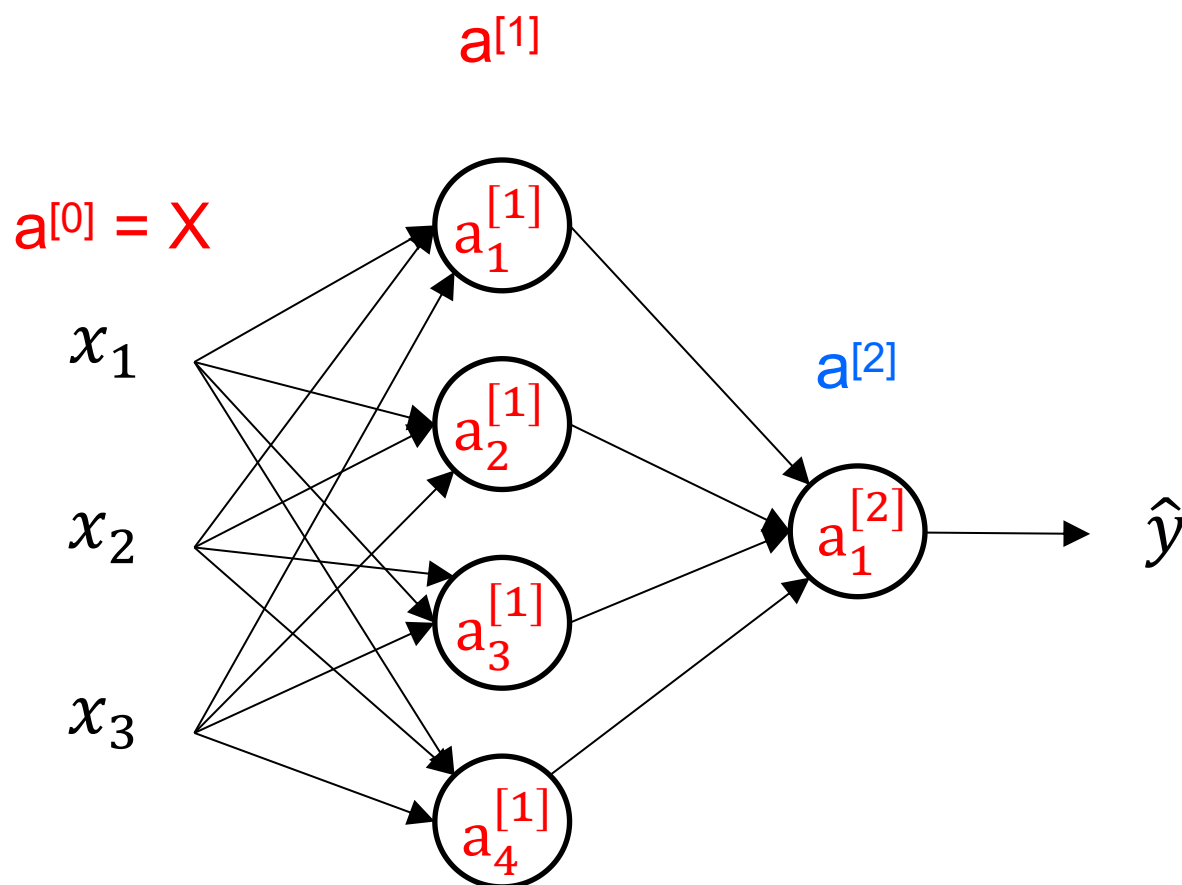 a[1]
a[0] = X
a₁[1]
x₁
a[2]
a₂[1]
x₂
a₁[2]
ŷ
a₃[1]
x₃
a₄[1]